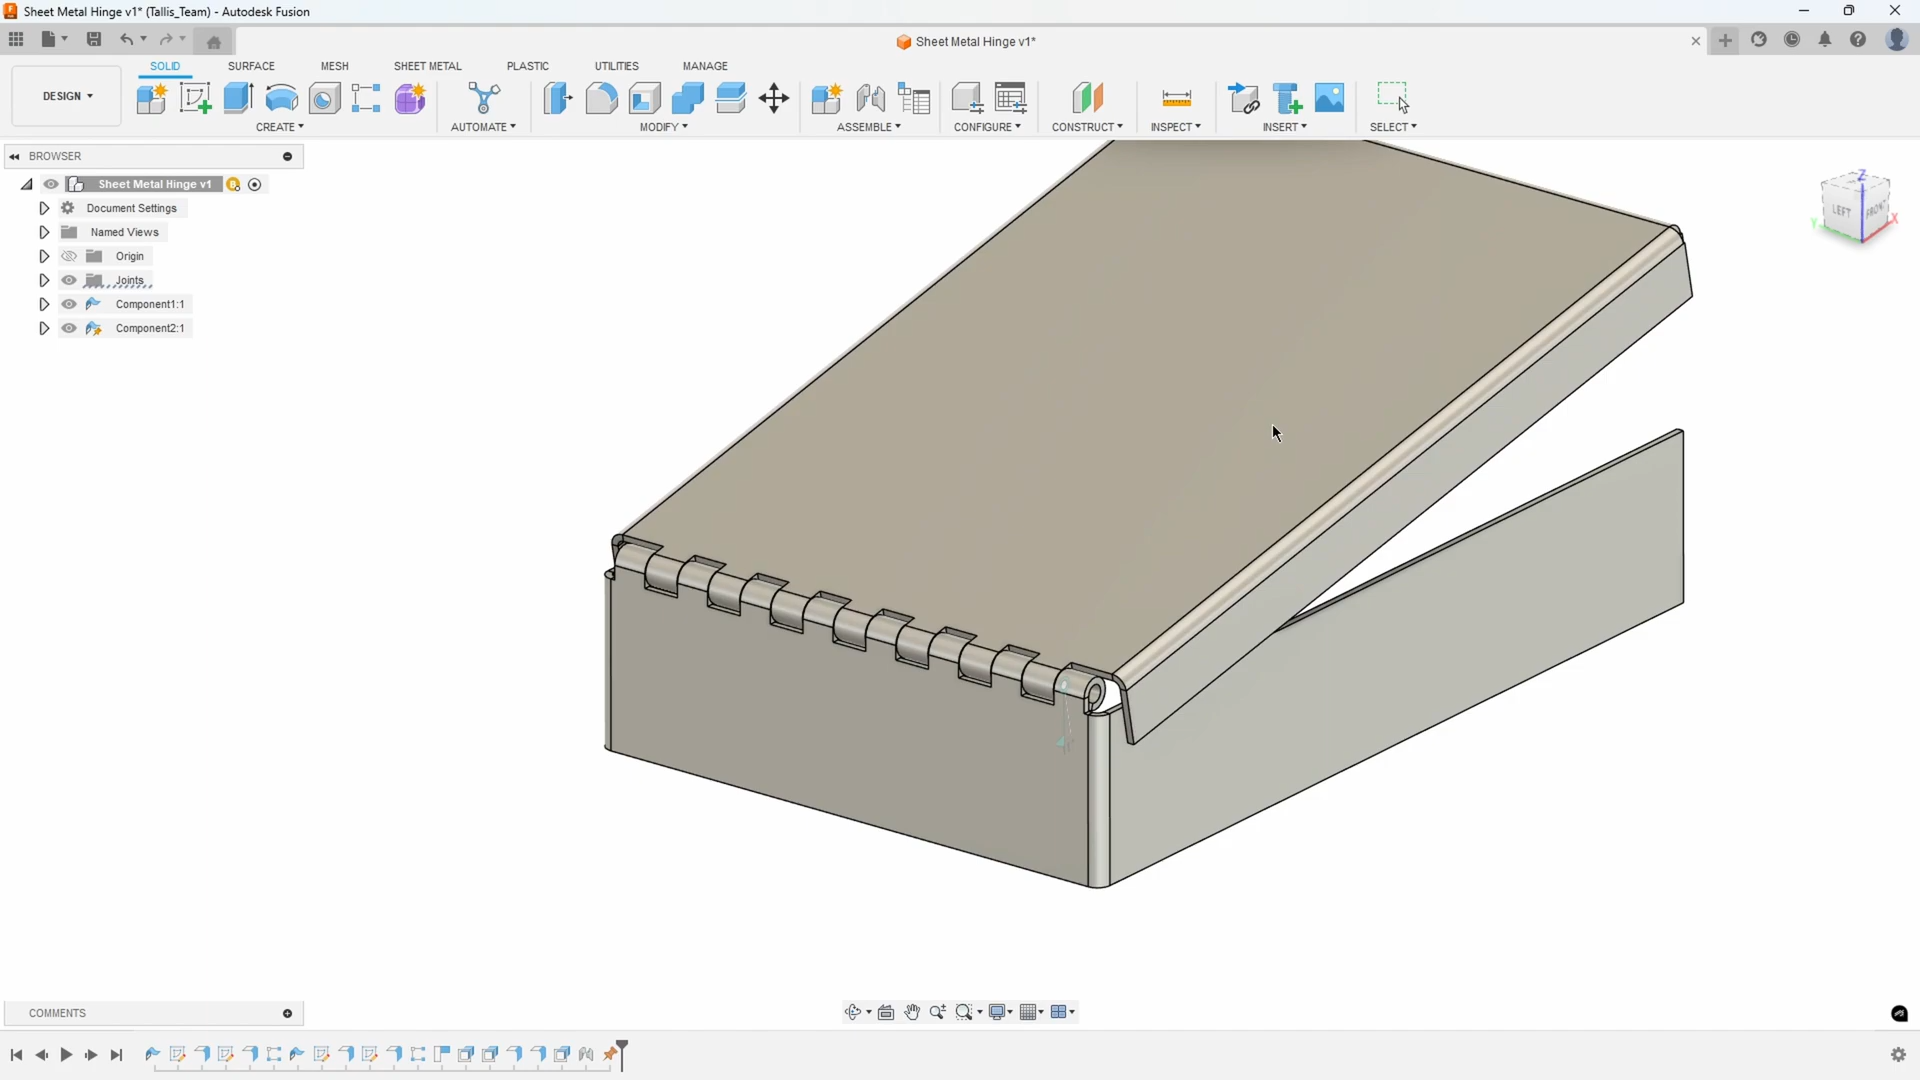 Sheet Metal Hinge v1* (Tallis_Team) - Autodesk Fusion
Sheet Metal Hinge v1*
SOLID SURFACE MESH SHEET METAL PLASTIC UTILITIES MANAGE
DESIGN
CREATE AUTOMATE MODIFY ASSEMBLE CONFIGURE CONSTRUCT INSPECT INSERT SELECT
BROWSER
Sheet Metal Hinge v1
Document Settings
Named Views
Origin
Joints
Component1:1
Component2:1
Z
LEFT FRONT
Y X
COMMENTS